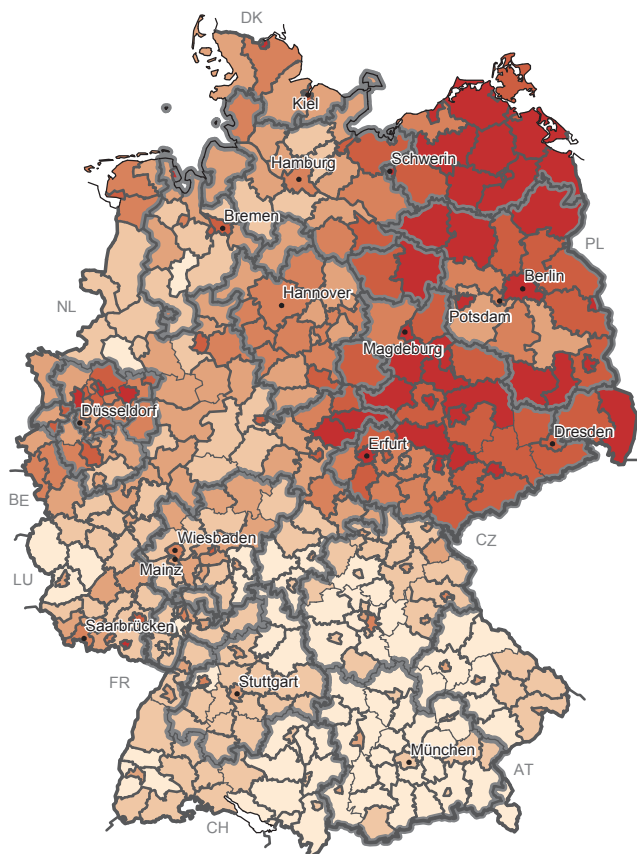 DK
Kiel
Hamburg
Schwerin
Bremen
PL
Berlin
NL
Hannover
Potsdam
Magdeburg
Düsseldorf
Dresden
Erfurt
BE
Wiesbaden
CZ
Mainz
LU
Saarbrücken
FR
Stuttgart
München
AT
CH